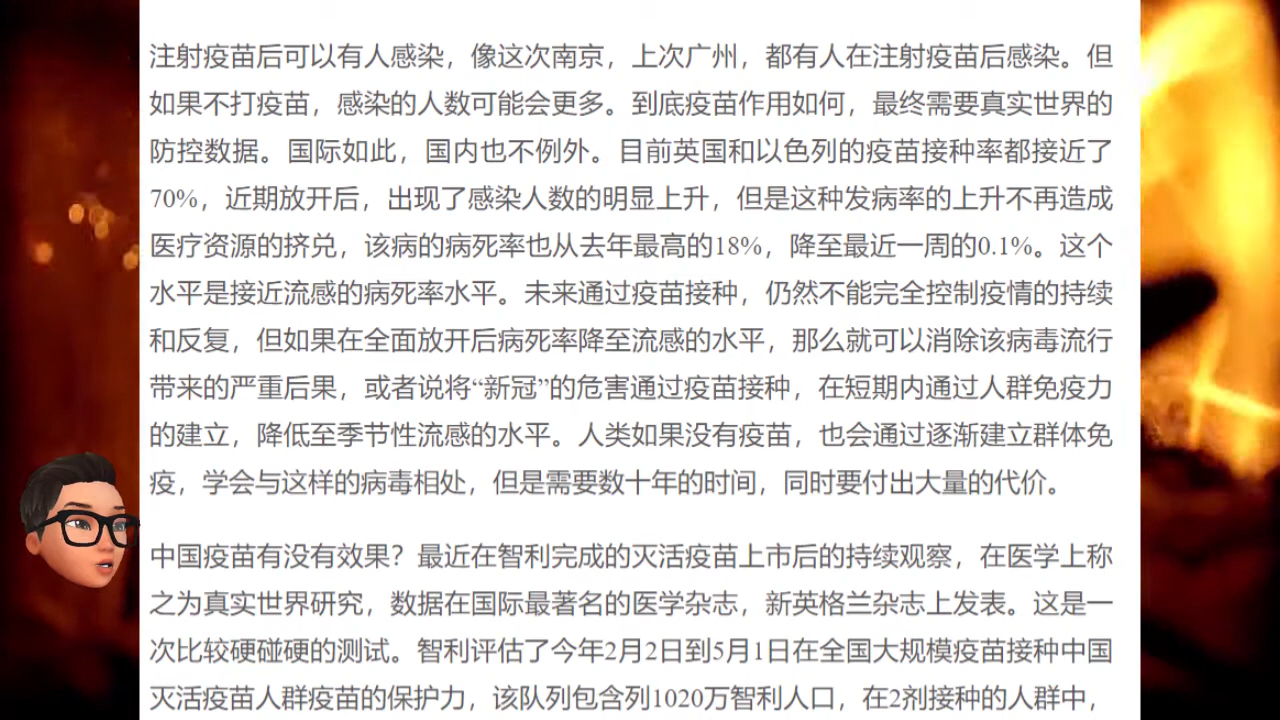 注射疫苗后可以有人感染，像这次南京，上次广州，都有人在注射疫苗后感染。但
如果不打疫苗，感染的人数可能会更多。到底疫苗作用如何，最终需要真实世界的
防控数据。国际如此，国内也不例外。目前英国和以色列的疫苗接种率都接近了
70%，近期放开后，出现了感染人数的明显上升，但是这种发病率的上升不再造成
医疗资源的挤兑，该病的病死率也从去年最高的18%，降至最近一周的0.1%。这个
水平是接近流感的病死率水平。未来通过疫苗接种，仍然不能完全控制疫情的持续
和反复，但如果在全面放开后病死率降至流感的水平，那么就可以消除该病毒流行
带来的严重后果，或者说将“新冠”的危害通过疫苗接种，在短期内通过人群免疫力
的建立，降低至季节性流感的水平。人类如果没有疫苗，也会通过逐渐建立群体免
疫，学会与这样的病毒相处，但是需要数十年的时间，同时要付出大量的代价。
中国疫苗有没有效果？最近在智利完成的灭活疫苗上市后的持续观察，在医学上称
之为真实世界研究，数据在国际最著名的医学杂志，新英格兰杂志上发表。这是一
次比较硬碰硬的测试。智利评估了今年2月2日到5月1日在全国大规模疫苗接种中国
灭活疫苗人群疫苗的保护力，该队列包含列1020万智利人口，在2剂接种的人群中，